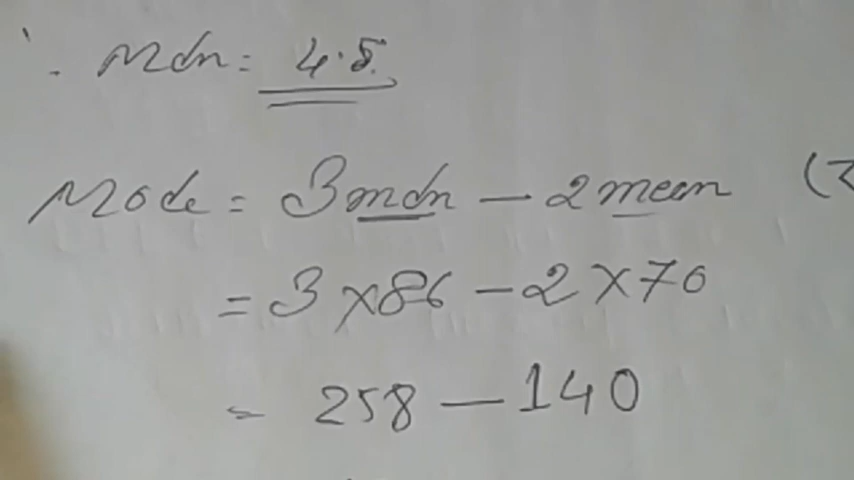 ∴ Mdn = 4.5.
Mode = 3mdn - 2mean
= 3 × 86 - 2 × 70
= 258 - 140